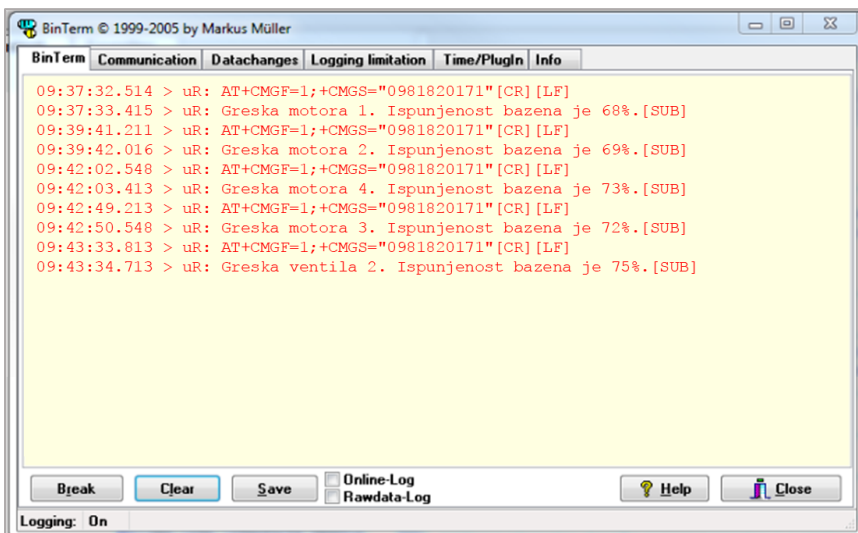 BinTerm © 1999-2005 by Markus Müller
BinTerm Communication Datachanges Logging limitation Time/PlugIn Info
09:37:32.514 > uR: AT+CMGF=1;+CMGS="0981820171"[CR][LF]
09:37:33.415 > uR: Greska motora 1. Ispunjenost bazena je 68%.[SUB]
09:39:41.211 > uR: AT+CMGF=1;+CMGS="0981820171"[CR][LF]
09:39:42.016 > uR: Greska motora 2. Ispunjenost bazena je 69%.[SUB]
09:42:02.548 > uR: AT+CMGF=1;+CMGS="0981820171"[CR][LF]
09:42:03.413 > uR: Greska motora 4. Ispunjenost bazena je 73%.[SUB]
09:42:49.213 > uR: AT+CMGF=1;+CMGS="0981820171"[CR][LF]
09:42:50.548 > uR: Greska motora 3. Ispunjenost bazena je 72%.[SUB]
09:43:33.813 > uR: AT+CMGF=1;+CMGS="0981820171"[CR][LF]
09:43:34.713 > uR: Greska ventila 2. Ispunjenost bazena je 75%.[SUB]
Break Clear Save Online-Log Help Close
Rawdata-Log
Logging: On